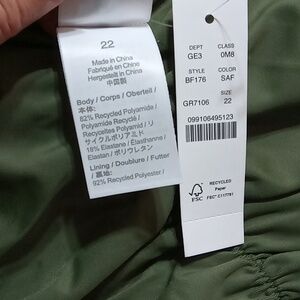 22
Made in China
Fabriqué en Chine
Hergestellt in China
中国製
Body / Corps / Oberteil /
本体:
82% Recycled Polyamide /
Polyamide Recyclé /
Recyceltes Polyamid / リ
サイクルポリアミド
18% Elastane / Élasthanne /
Elastan / ポリウレタン
Lining / Doublure / Futter
/ 裏地:
92% Recycled Polyester /
DEPT CLASS
GE3 0M8
STYLE COLOR
BF176 SAF
SIZE
GR7106 22
099106495123
FSC
RECYCLED
Paper
FSC® C117781